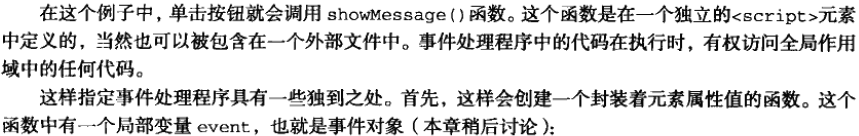 在这个例子中，单击按钮就会调用 showMessage()函数。这个函数是在一个独立的<script>元素
中定义的，当然也可以被包含在一个外部文件中。事件处理程序中的代码在执行时，有权访问全局作用
域中的任何代码。
这样指定事件处理程序具有一些独到之处。首先，这样会创建一个封装着元素属性值的函数。这个
函数中有一个局部变量 event，也就是事件对象（本章稍后讨论）：